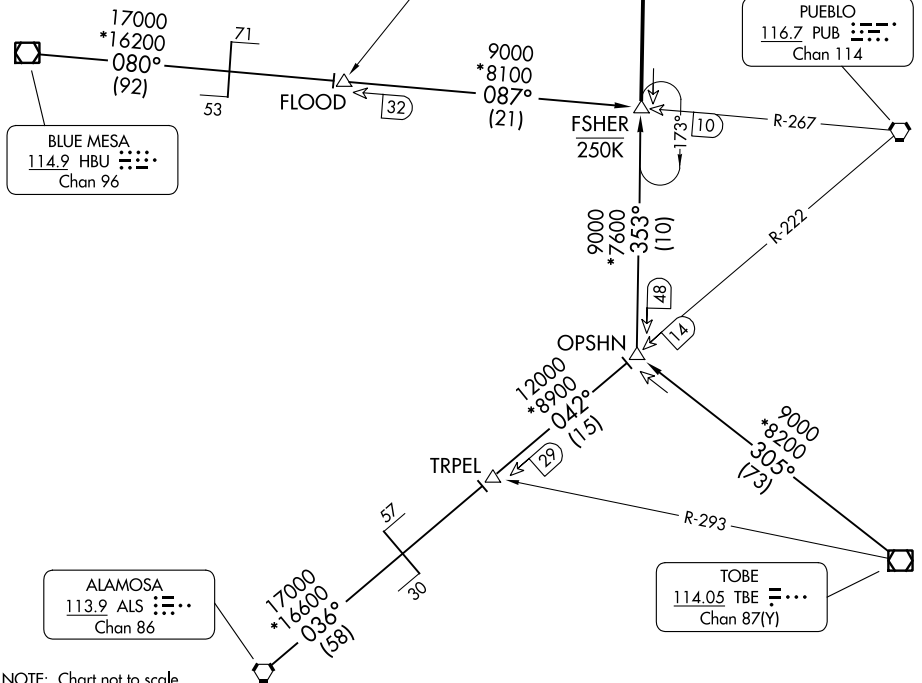 17000
*16200
080°
(92)
71
53
FLOOD
32
9000
*8100
087°
(21)
PUEBLO
116.7 PUB
Chan 114
FSHER
250K
173°
10
R-267
BLUE MESA
114.9 HBU
Chan 96
9000
*7600
353°
(10)
R-222
48
14
OPSHN
12000
*8900
042°
(15)
9000
*8200
305°
(73)
TRPEL
29
R-293
57
30
ALAMOSA
113.9 ALS
Chan 86
17000
*16600
036°
(58)
TOBE
114.05 TBE
Chan 87(Y)
NOTE: Chart not to scale